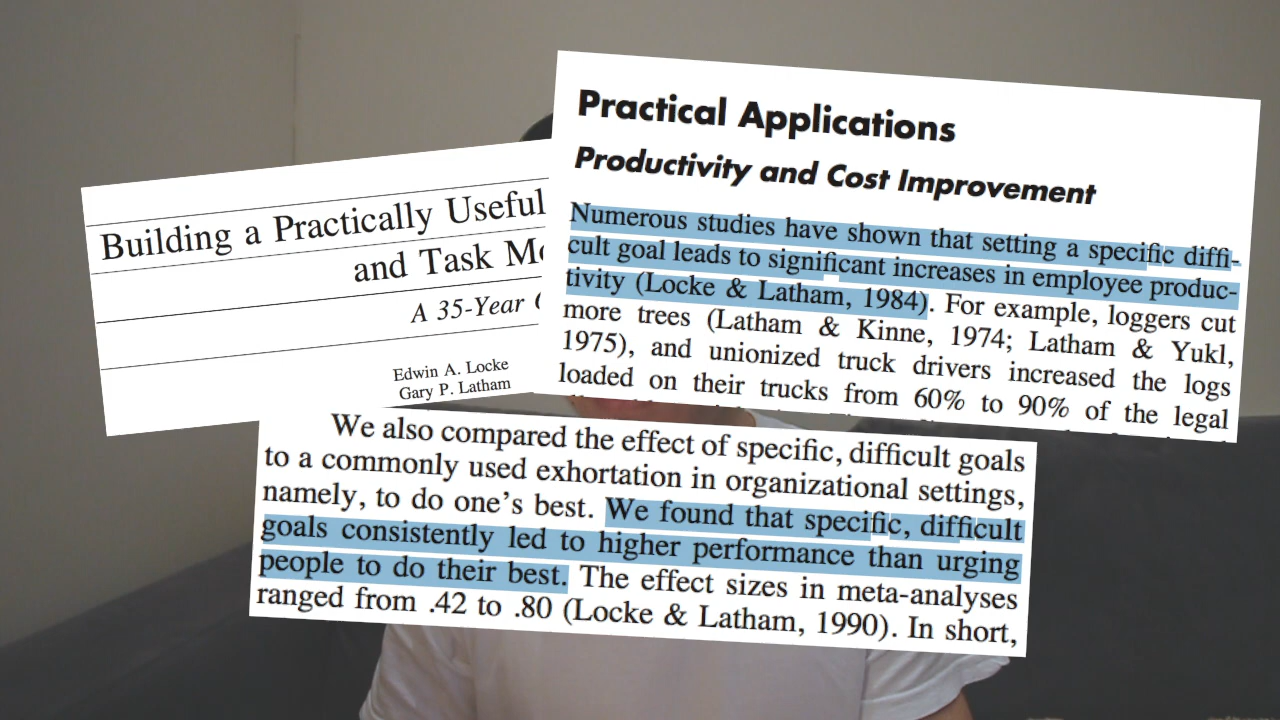 Building a Practically Useful
and Task
A 35-Year
Edwin A. Locke
Gary P. Latham
Practical Applications
Productivity and Cost Improvement
Numerous studies have shown that setting a specific diffi-
cult goal leads to significant increases in employee produc-
tivity (Locke & Latham, 1984). For example, loggers cut
more trees (Latham & Kinne, 1974; Latham & Yukl,
1975), and unionized truck drivers increased the logs
loaded on their trucks from 60% to 90% of the legal
We also compared the effect of specific, difficult goals
to a commonly used exhortation in organizational settings,
namely, to do one's best. We found that specific, difficult
goals consistently led to higher performance than urging
people to do their best. The effect sizes in meta-analyses
ranged from .42 to .80 (Locke & Latham, 1990). In short,